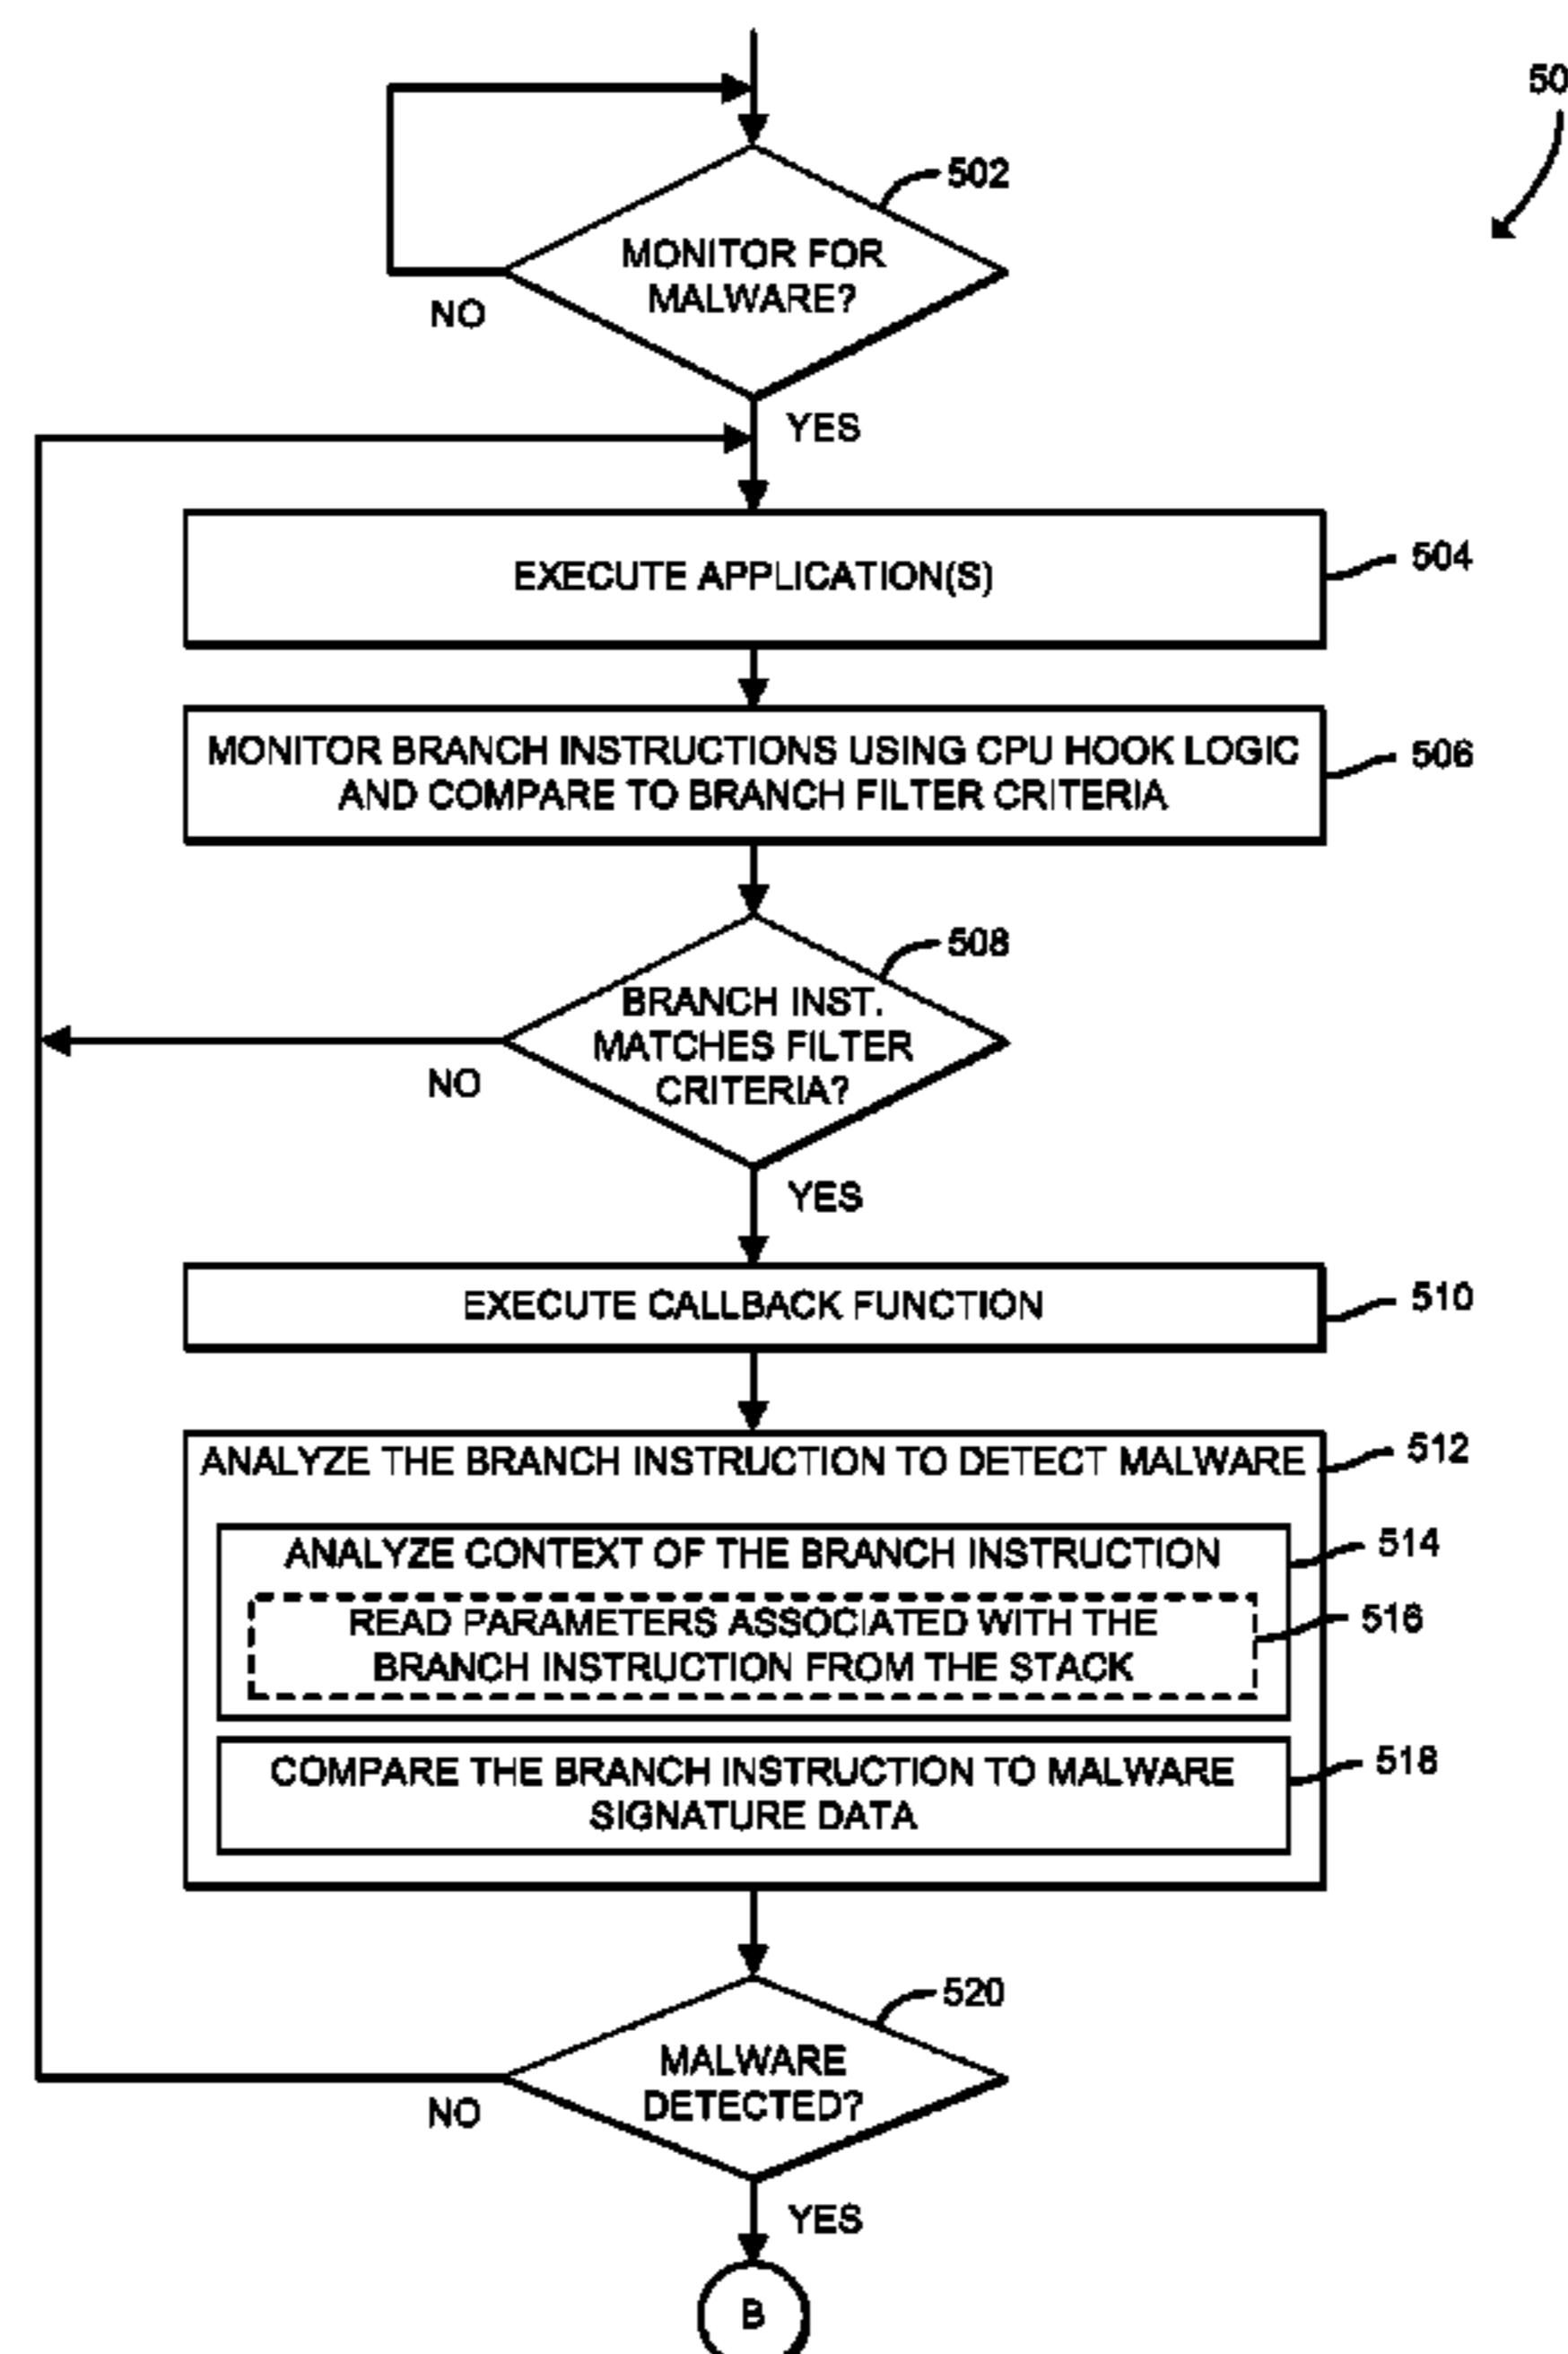 50
502
MONITOR FOR
MALWARE?
NO
YES
EXECUTE APPLICATION(S)
504
MONITOR BRANCH INSTRUCTIONS USING CPU HOOK LOGIC
AND COMPARE TO BRANCH FILTER CRITERIA
506
508
BRANCH INST.
MATCHES FILTER
CRITERIA?
NO
YES
EXECUTE CALLBACK FUNCTION
510
ANALYZE THE BRANCH INSTRUCTION TO DETECT MALWARE
512
ANALYZE CONTEXT OF THE BRANCH INSTRUCTION
514
READ PARAMETERS ASSOCIATED WITH THE
BRANCH INSTRUCTION FROM THE STACK
516
COMPARE THE BRANCH INSTRUCTION TO MALWARE
SIGNATURE DATA
518
520
MALWARE
DETECTED?
NO
YES
B